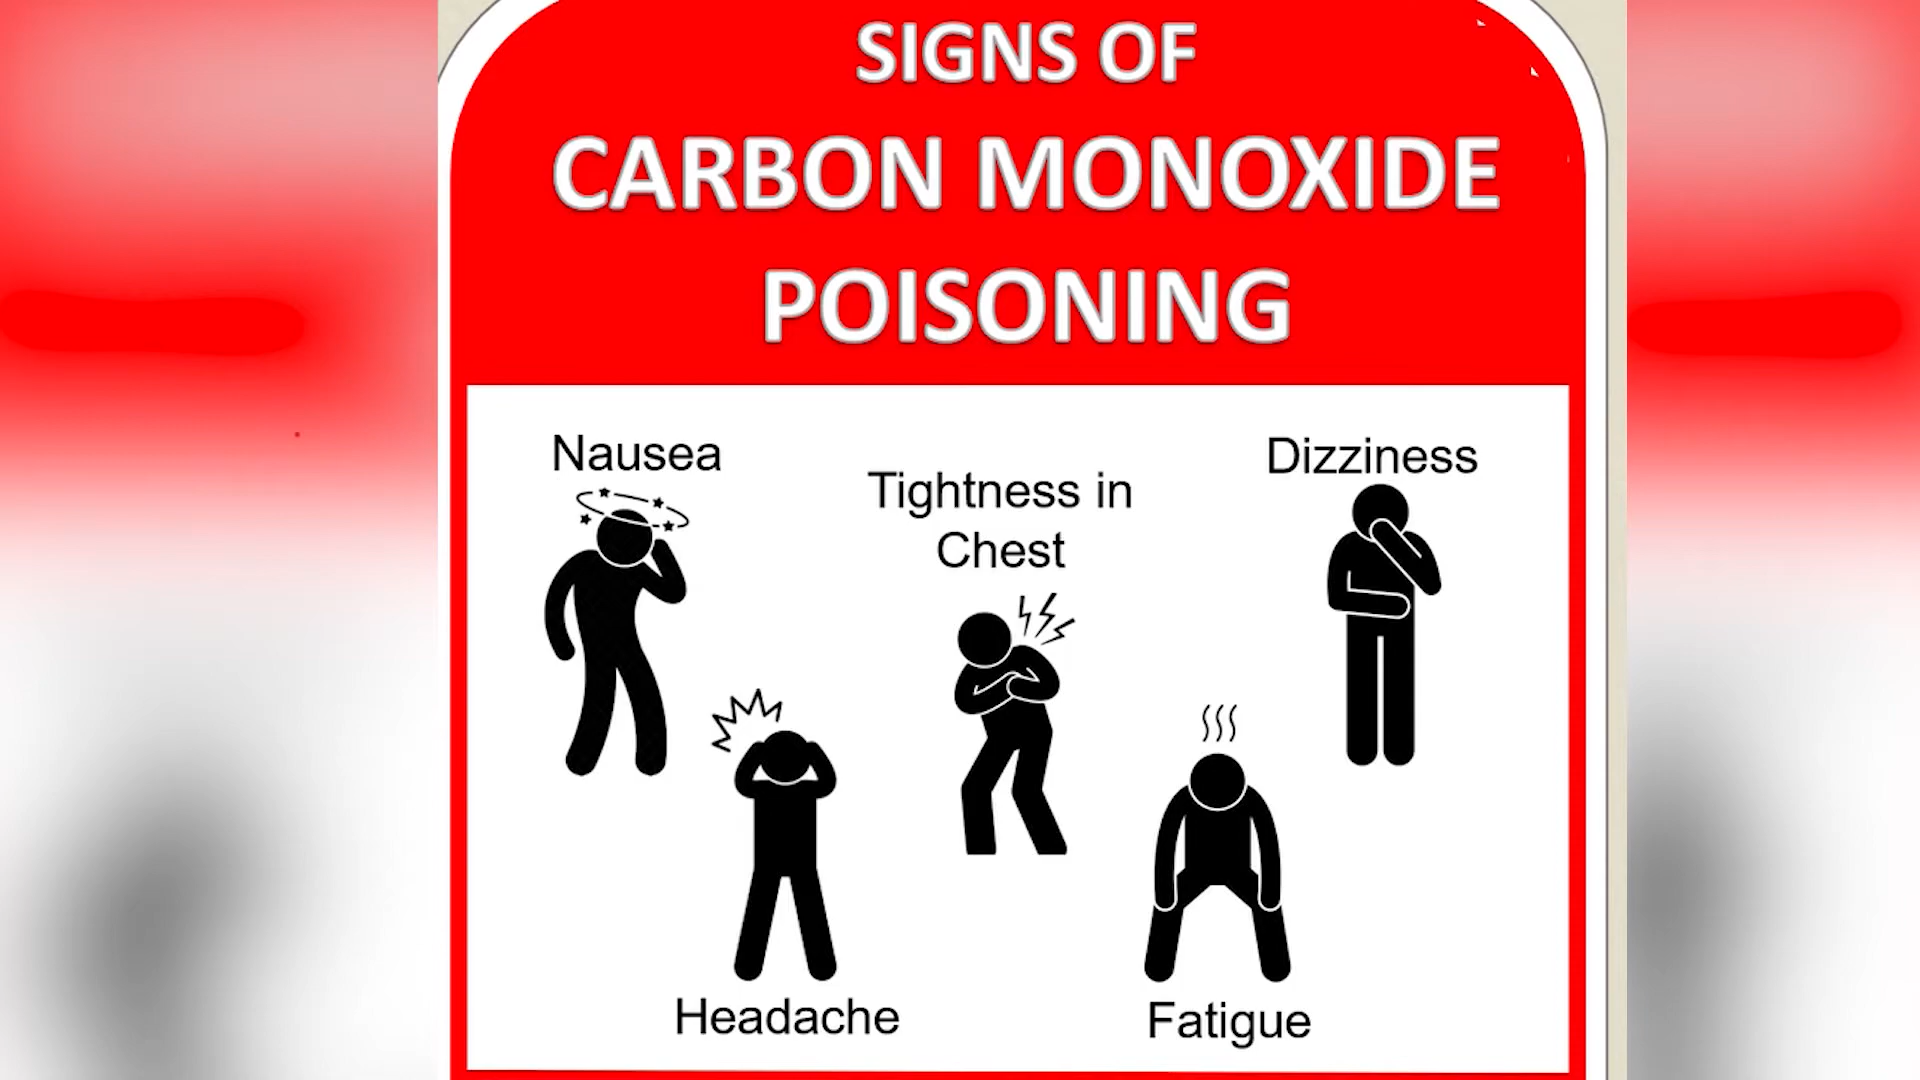 SIGNS OF
CARBON MONOXIDE
POISONING
Nausea
Tightness in
Chest
Dizziness
Headache
Fatigue